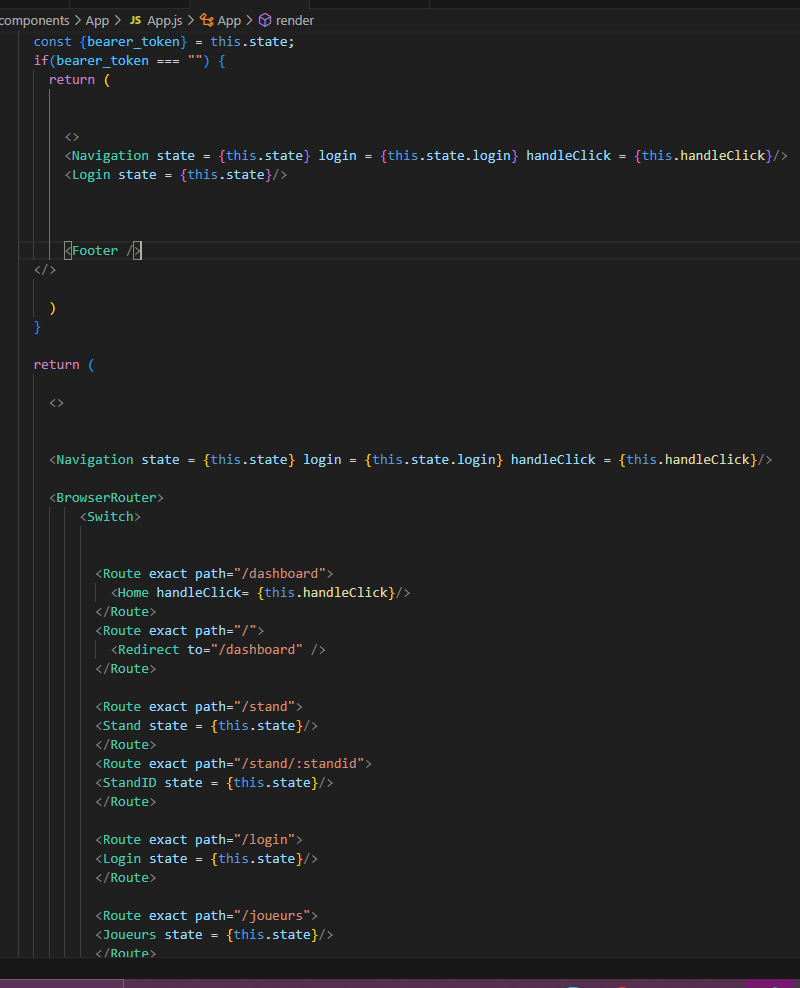 components > App > JS App.js > App > render
const {bearer_token} = this.state;
if(bearer_token === "") {
return (
<>
<Navigation state = {this.state} login = {this.state.login} handleClick = {this.handleClick}/>
<Login state = {this.state}/>
<Footer />
</>
)
}
return (
<>
<Navigation state = {this.state} login = {this.state.login} handleClick = {this.handleClick}/>
<BrowserRouter>
<Switch>
<Route exact path="/dashboard">
<Home handleClick= {this.handleClick}/>
</Route>
<Route exact path="/">
<Redirect to="/dashboard" />
</Route>
<Route exact path="/stand">
<Stand state = {this.state}/>
</Route>
<Route exact path="/stand/:standid">
<StandID state = {this.state}/>
</Route>
<Route exact path="/login">
<Login state = {this.state}/>
</Route>
<Route exact path="/joueurs">
<Joueurs state = {this.state}/>
</Route>